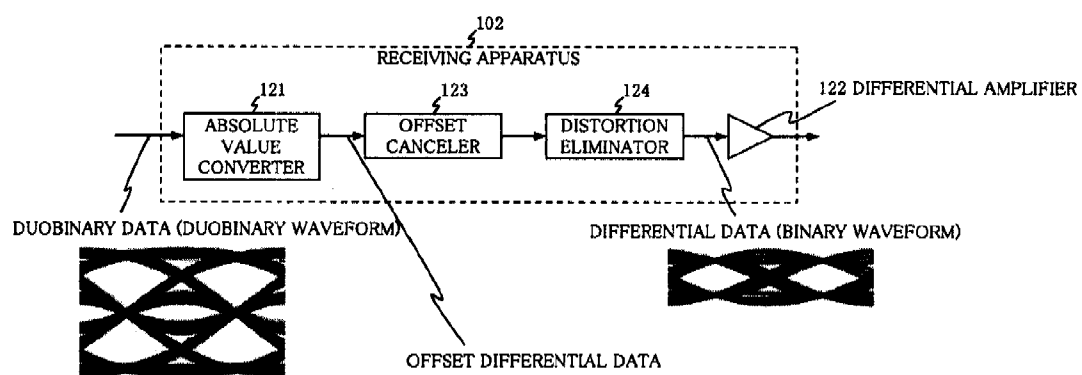 102
RECEIVING APPARATUS
121
123
124
122 DIFFERENTIAL AMPLIFIER
ABSOLUTE
VALUE
CONVERTER
OFFSET
CANCELER
DISTORTION
ELIMINATOR
DUOBINARY DATA (DUOBINARY WAVEFORM)
DIFFERENTIAL DATA (BINARY WAVEFORM)
OFFSET DIFFERENTIAL DATA